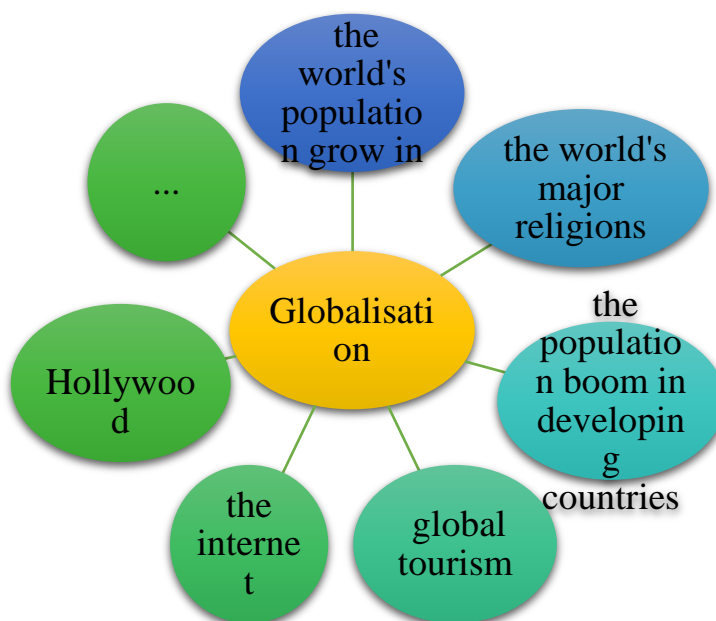 the
world's
populatio
n grow in
the world's
major
religions
the
populatio
n boom in
developin
g
countries
global
tourism
the
interne
t
Hollywoo
d
...
Globalisati
on